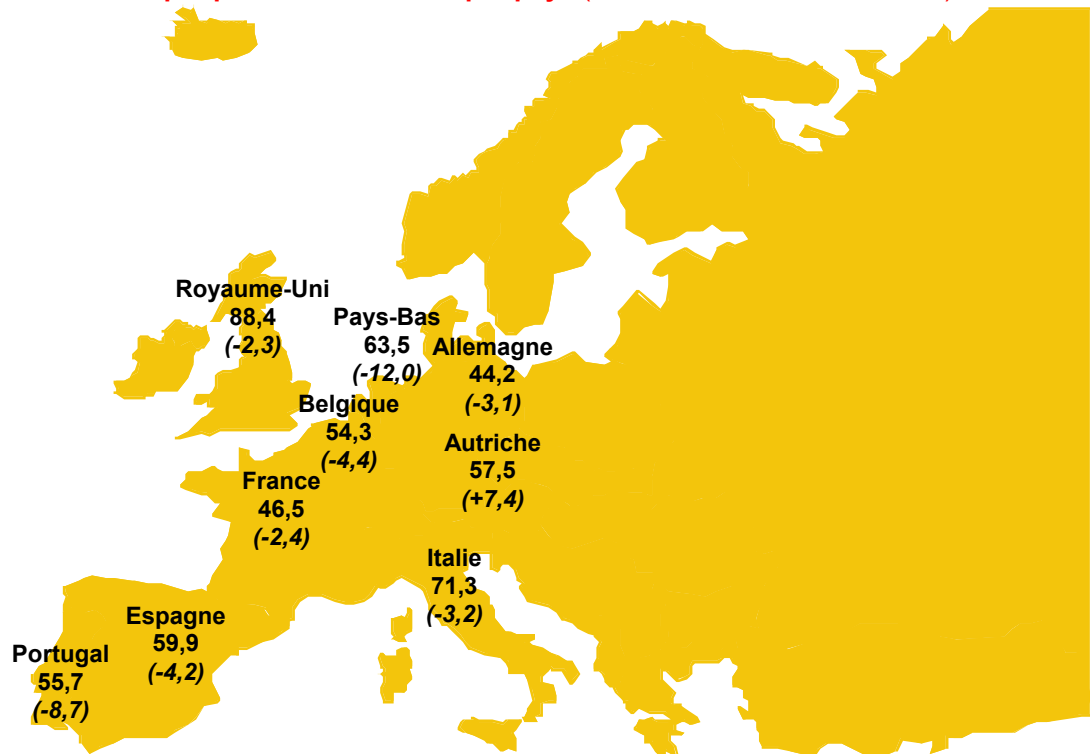 Royaume-Uni
88,4
(-2,3)
Pays-Bas
63,5
(-12,0)
Allemagne
44,2
(-3,1)
Belgique
54,3
(-4,4)
Autriche
57,5
(+7,4)
France
46,5
(-2,4)
Italie
71,3
(-3,2)
Espagne
59,9
(-4,2)
Portugal
55,7
(-8,7)